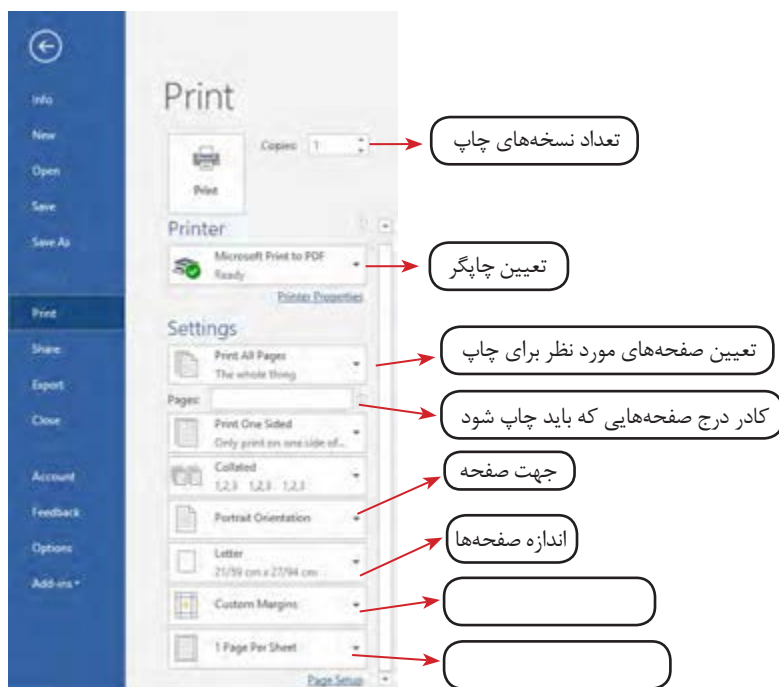 Info
New
Open
Save
Save As
Print
Share
Export
Close
Account
Feedback
Options
Add-ins
Print
Copies: 1
Print
تعداد نسخه‌های چاپ
Printer
Microsoft Print to PDF
Ready
تعیین چاپگر
Printer Properties
Settings
Print All Pages
The whole thing
تعیین صفحه‌های مورد نظر برای چاپ
Pages:
کادر درج صفحه‌هایی که باید چاپ شود
Print One Sided
Only print on one side of...
Collated
1,2,3 1,2,3 1,2,3
جهت صفحه
Portrait Orientation
اندازه صفحه‌ها
Letter
21/59 cm x 27/94 cm
Custom Margins
1 Page Per Sheet
Page Setup